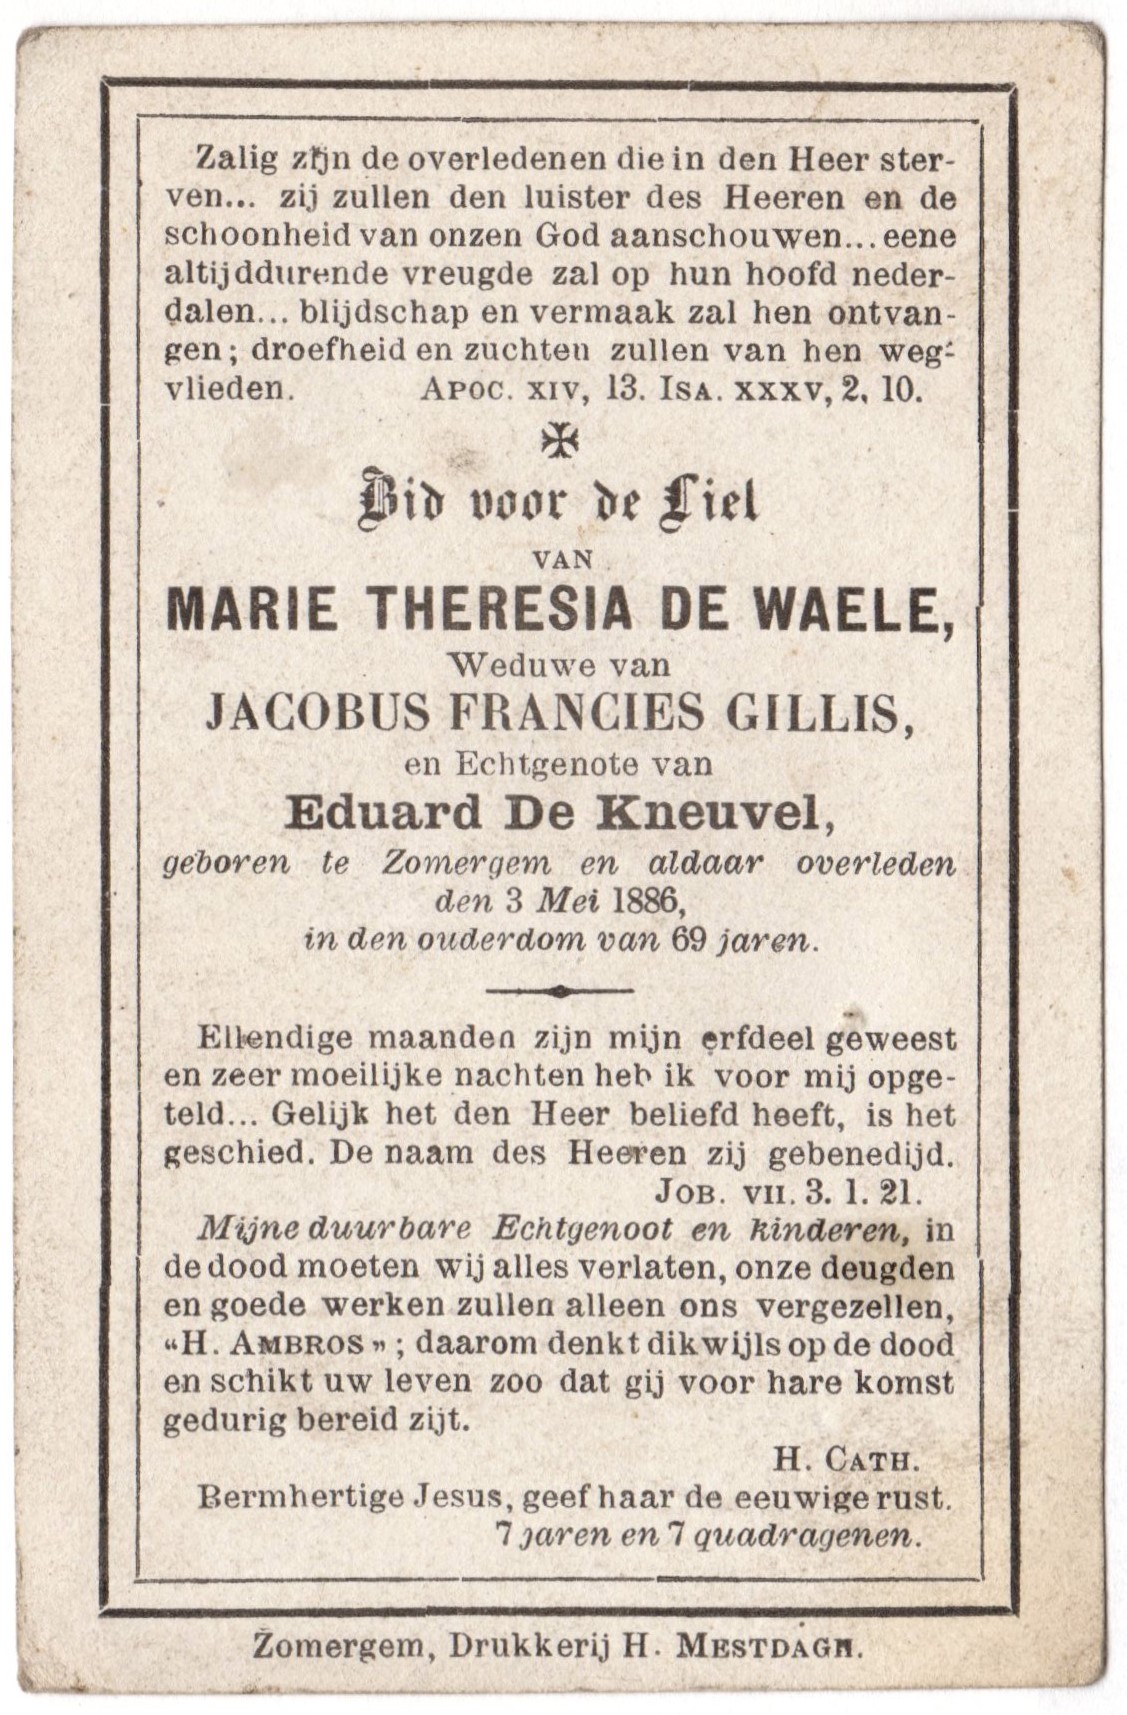 Zalig zijn de overledenen die in den Heer ster-
ven... zij zullen den luister des Heeren en de
schoonheid van onzen God aanschouwen... eene
altijddurende vreugde zal op hun hoofd neder-
dalen... blijdschap en vermaak zal hen ontvan-
gen; droefheid en zuchten zullen van hen weg-
vlieden. APOC. XIV, 13. ISA. XXXV, 2, 10.
✠
Bid voor de Ziel
VAN
MARIE THERESIA DE WAELE,
Weduwe van
JACOBUS FRANCIES GILLIS,
en Echtgenote van
Eduard De Kneuvel,
geboren te Zomergem en aldaar overleden
den 3 Mei 1886,
in den ouderdom van 69 jaren.
Ellendige maanden zijn mijn erfdeel geweest
en zeer moeilijke nachten heb ik voor mij opge-
teld... Gelijk het den Heer beliefd heeft, is het
geschied. De naam des Heeren zij gebenedijd.
JOB. VII. 3. 1. 21.
Mijne duurbare Echtgenoot en kinderen, in
de dood moeten wij alles verlaten, onze deugden
en goede werken zullen alleen ons vergezellen,
“H. AMBROS”; daarom denkt dikwijls op de dood
en schikt uw leven zoo dat gij voor hare komst
gedurig bereid zijt.
H. CATH.
Bermhertige Jesus, geef haar de eeuwige rust.
7 jaren en 7 quadragenen.
Zomergem, Drukkerij H. MESTDAGH.